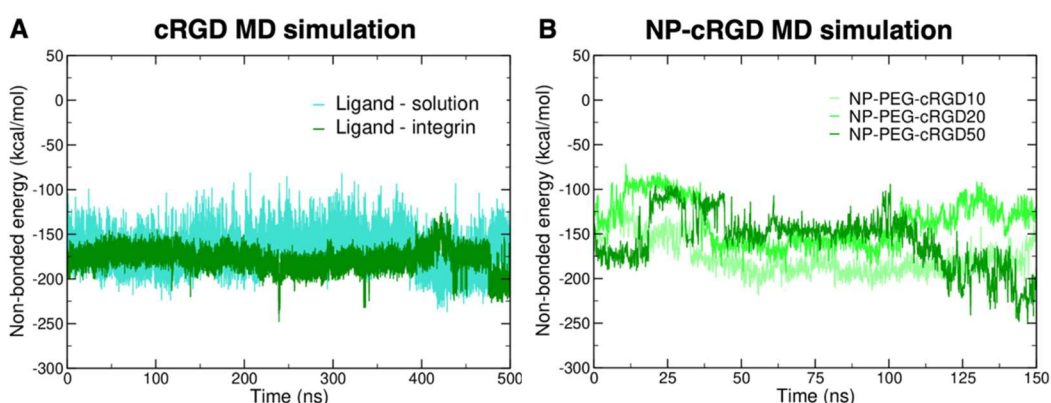 A cRGD MD simulation
50
0
-50
-100
-150
-200
-250
-300
Non-bonded energy (kcal/mol)
Ligand - solution
Ligand - integrin
0 100 200 300 400 500
Time (ns)
B NP-cRGD MD simulation
50
0
-50
-100
-150
-200
-250
-300
Non-bonded energy (kcal/mol)
NP-PEG-cRGD10
NP-PEG-cRGD20
NP-PEG-cRGD50
0 25 50 75 100 125 150
Time (ns)